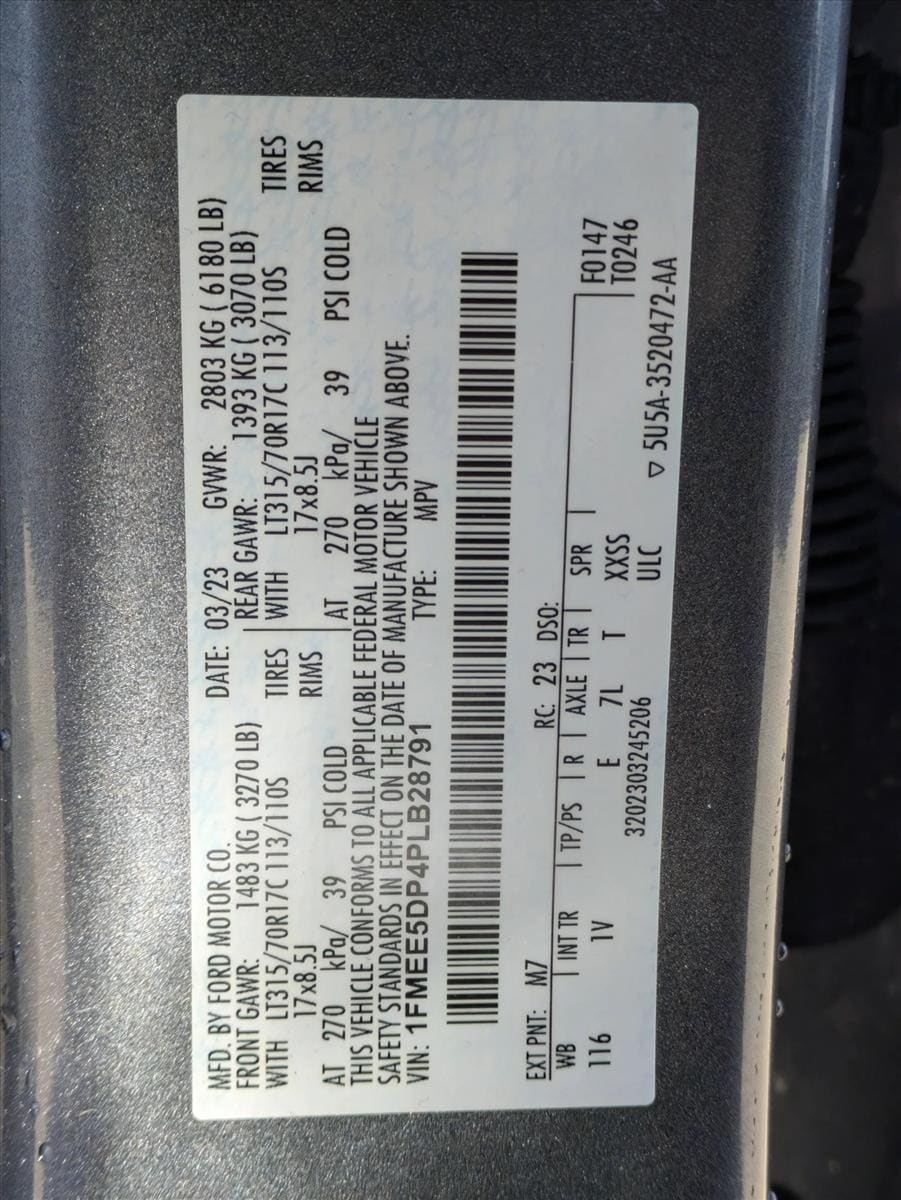 MFD. BY FORD MOTOR CO. DATE: 03/23 GVWR: 2803 KG ( 6180 LB)
FRONT GAWR: 1483 KG ( 3270 LB) REAR GAWR: 1393 KG ( 3070 LB)
WITH LT315/70R17C 113/110S TIRES WITH LT315/70R17C 113/110S TIRES
17x8.5J RIMS 17x8.5J RIMS
AT 270 kPa/ 39 PSI COLD AT 270 kPa/ 39 PSI COLD
THIS VEHICLE CONFORMS TO ALL APPLICABLE FEDERAL MOTOR VEHICLE
SAFETY STANDARDS IN EFFECT ON THE DATE OF MANUFACTURE SHOWN ABOVE.
VIN: 1FMEE5DP4PLB28791 TYPE: MPV
EXT PNT: M7 RC: 23 DSO:
WB INT TR TP/PS R AXLE TR SPR F0147
116 1V E 7L T XXSS T0246
3202303245206 ULC ▽ 5U5A-3520472-AA